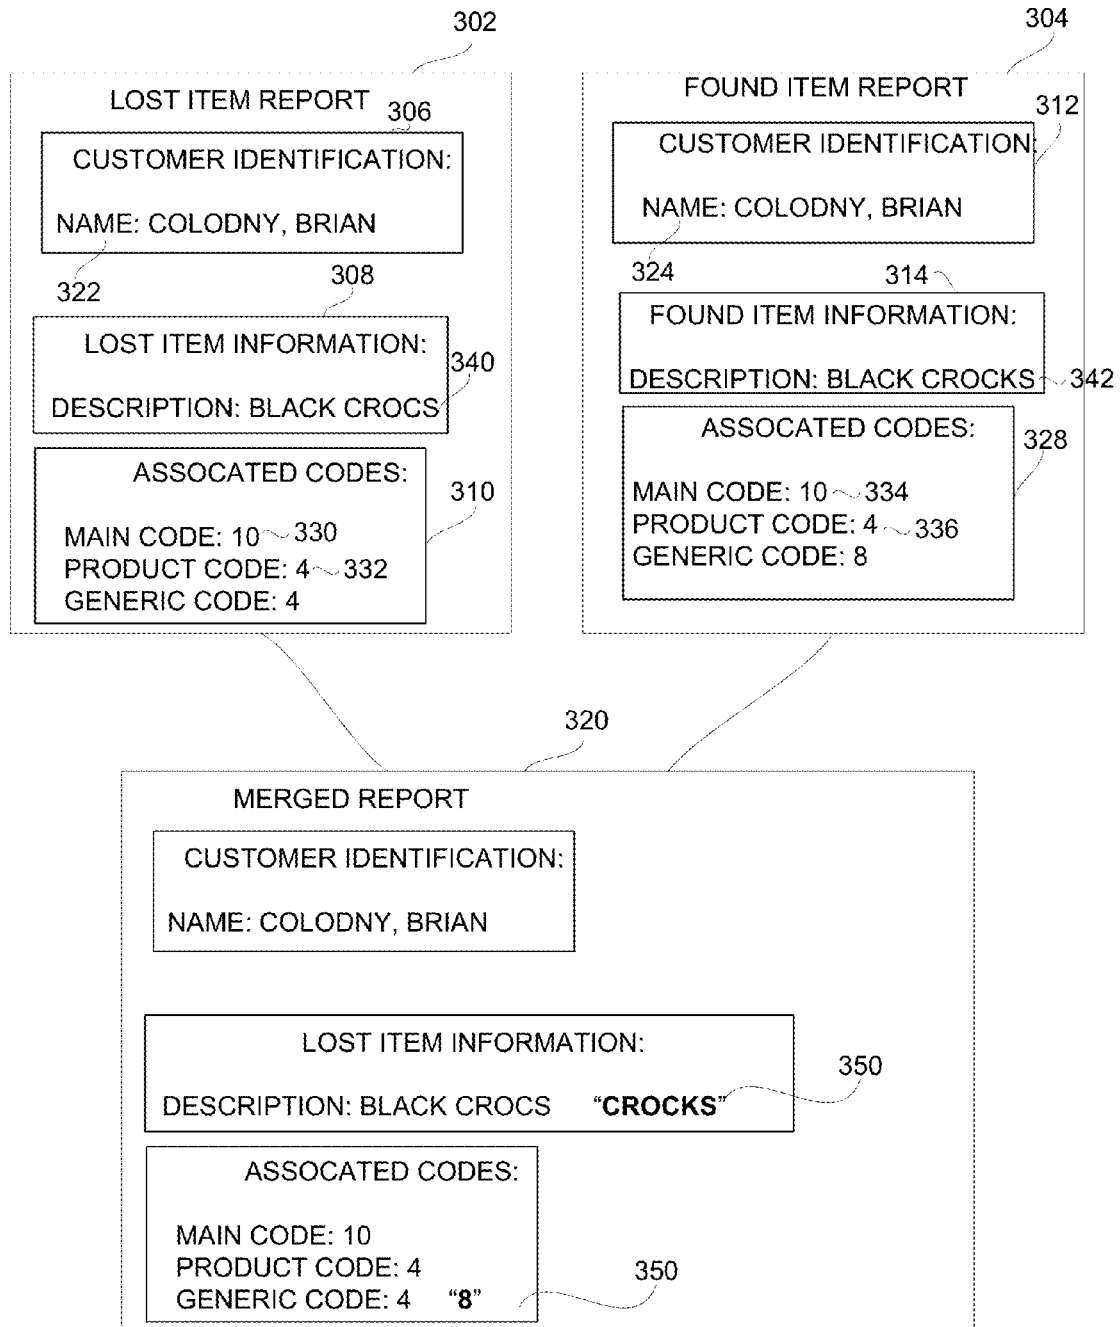 302
LOST ITEM REPORT
306
CUSTOMER IDENTIFICATION:
NAME: COLODNY, BRIAN
322
308
LOST ITEM INFORMATION:
340
DESCRIPTION: BLACK CROCS
ASSOCATED CODES:
310
MAIN CODE: 10 330
PRODUCT CODE: 4 332
GENERIC CODE: 4
304
FOUND ITEM REPORT
312
CUSTOMER IDENTIFICATION:
NAME: COLODNY, BRIAN
324
314
FOUND ITEM INFORMATION:
DESCRIPTION: BLACK CROCKS 342
ASSOCATED CODES:
328
MAIN CODE: 10 334
PRODUCT CODE: 4 336
GENERIC CODE: 8
320
MERGED REPORT
CUSTOMER IDENTIFICATION:
NAME: COLODNY, BRIAN
LOST ITEM INFORMATION:
350
DESCRIPTION: BLACK CROCS “CROCKS”
ASSOCATED CODES:
MAIN CODE: 10
PRODUCT CODE: 4
350
GENERIC CODE: 4 “8”